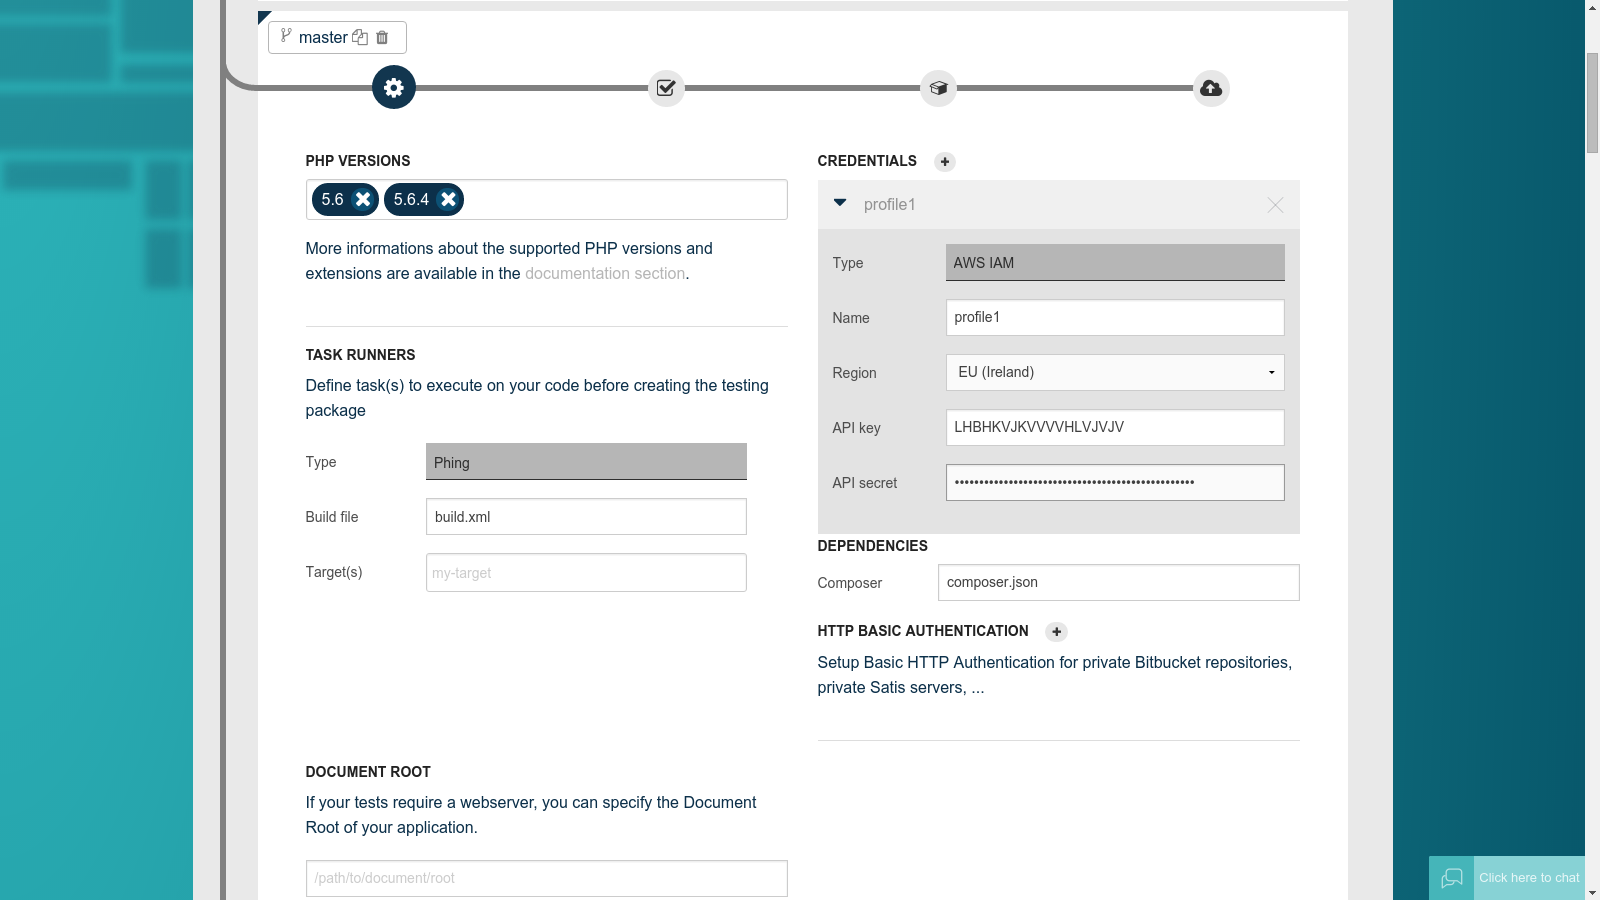 master
PHP VERSIONS
5.6
5.6.4
More informations about the supported PHP versions and
extensions are available in the documentation section.
TASK RUNNERS
Define task(s) to execute on your code before creating the testing
package
Type
Phing
Build file
build.xml
Target(s)
my-target
DOCUMENT ROOT
If your tests require a webserver, you can specify the Document
Root of your application.
/path/to/document/root
CREDENTIALS
profile1
Type
AWS IAM
Name
profile1
Region
EU (Ireland)
API key
LHBHKVJKVVVVHLVJVJV
API secret
••••••••••••••••••••••••••••••••••••••••••••••••
DEPENDENCIES
Composer
composer.json
HTTP BASIC AUTHENTICATION
Setup Basic HTTP Authentication for private Bitbucket repositories,
private Satis servers, ...
Click here to chat